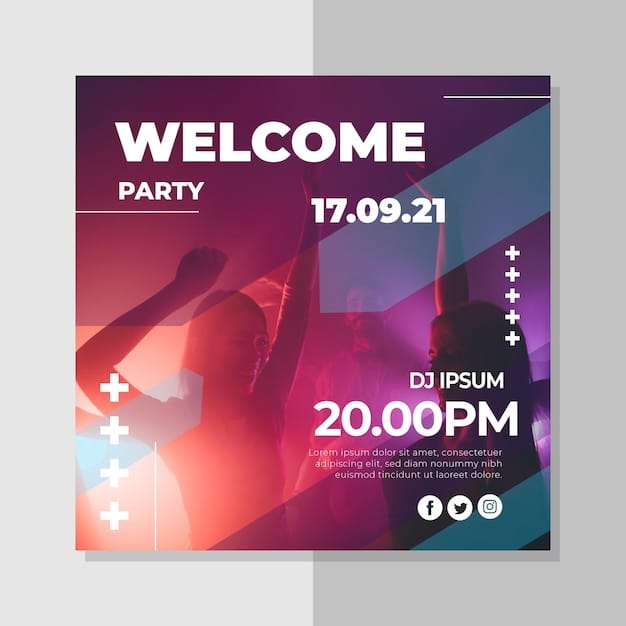 WELCOME
PARTY
17.09.21
DJ IPSUM
20.00PM
Lorem ipsum dolor sit amet, consectetuer
adipiscing elit, sed diam nonummy nibh
euismod tincidunt ut laoreet dolore.